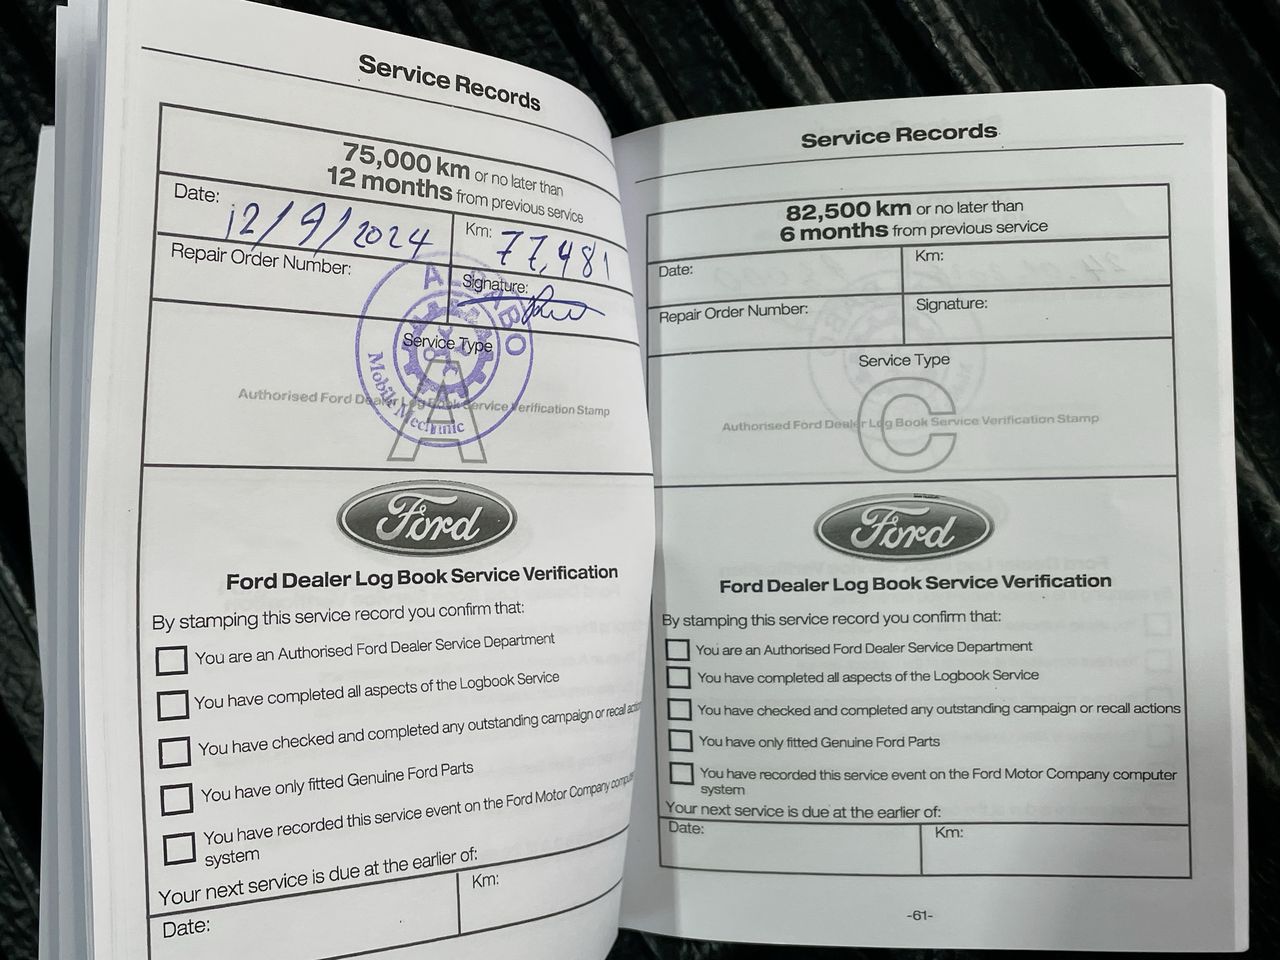 Service Records
75,000 km or no later than
12 months from previous service
Date: 12/9/2024
Km: 77,481
Repair Order Number:
Signature:
Service Type
A
Authorised Ford Dealer Log Book Service Verification Stamp
Mobile Mechanic
Ford
Ford Dealer Log Book Service Verification
By stamping this service record you confirm that:
You are an Authorised Ford Dealer Service Department
You have completed all aspects of the Logbook Service
You have checked and completed any outstanding campaign or recall actions
You have only fitted Genuine Ford Parts
You have recorded this service event on the Ford Motor Company computer
system
Your next service is due at the earlier of:
Date:
Km:
Service Records
82,500 km or no later than
6 months from previous service
Date:
Km:
Repair Order Number:
Signature:
Service Type
C
Authorised Ford Dealer Log Book Service Verification Stamp
Ford
Ford Dealer Log Book Service Verification
By stamping this service record you confirm that:
You are an Authorised Ford Dealer Service Department
You have completed all aspects of the Logbook Service
You have checked and completed any outstanding campaign or recall actions
You have only fitted Genuine Ford Parts
You have recorded this service event on the Ford Motor Company computer
system
Your next service is due at the earlier of:
Date:
Km:
-61-